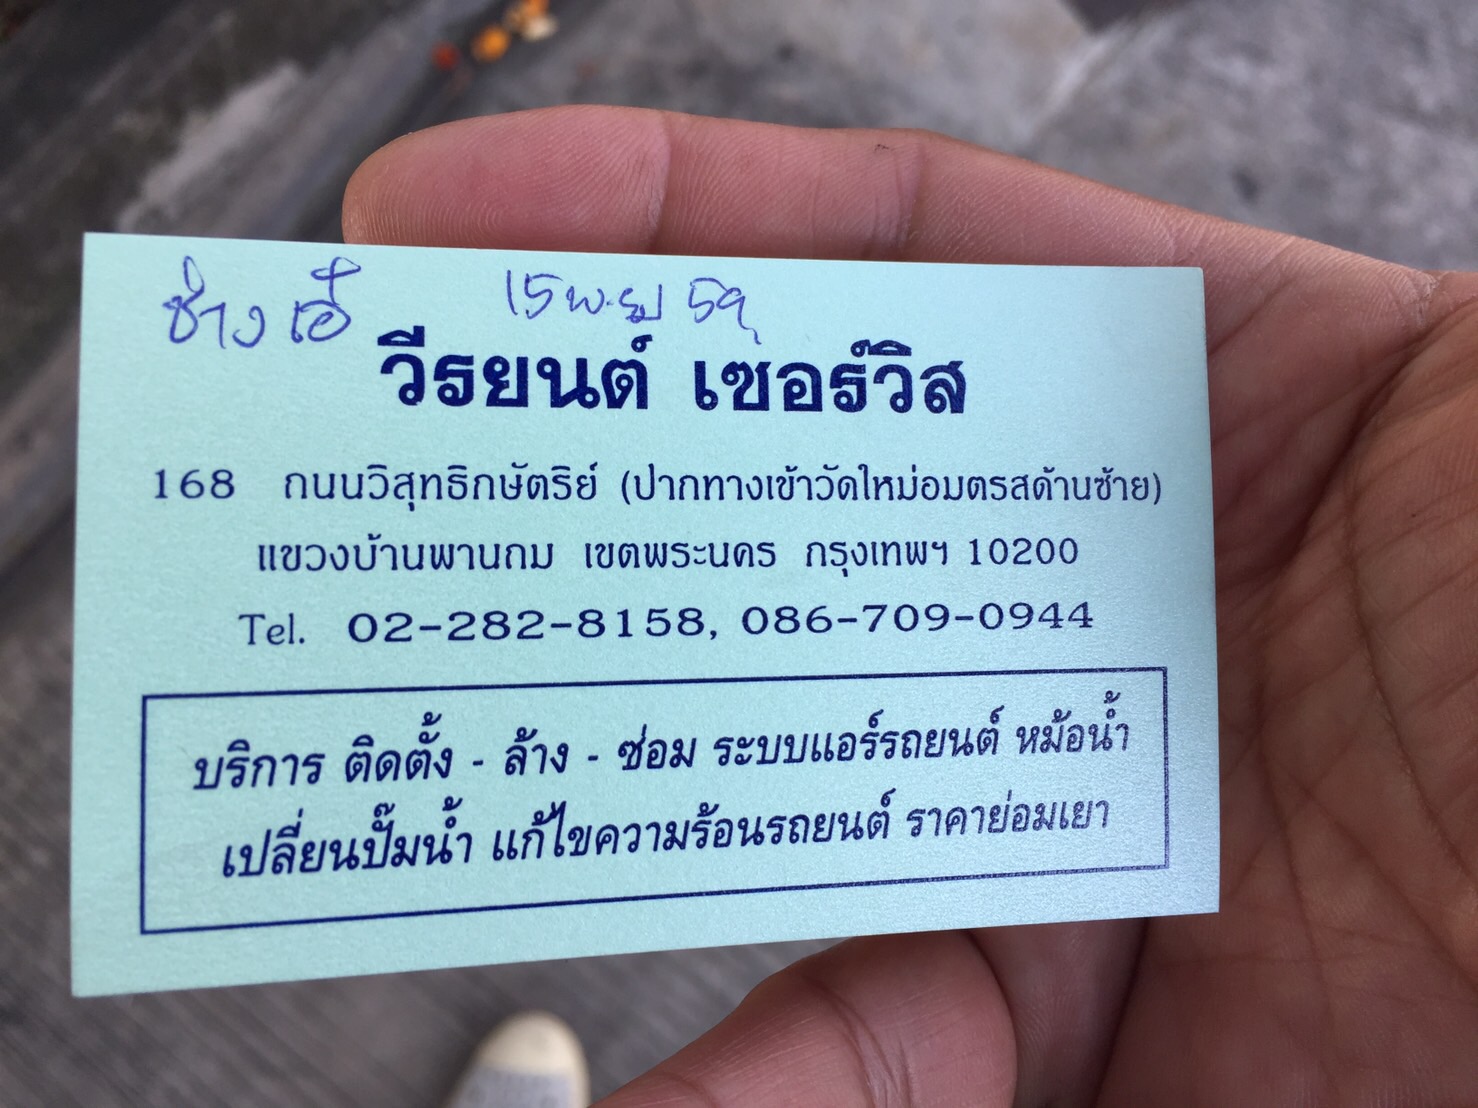 ช่าง เอ๋ 15 พ.ย 59
วีรยนต์ เซอร์วิส
168 ถนนวิสุทธิกษัตริย์ (ปากทางเข้าวัดใหม่อมตรสด้านซ้าย)
แขวงบ้านพานถม เขตพระนคร กรุงเทพฯ 10200
Tel. 02-282-8158, 086-709-0944
บริการ ติดตั้ง - ล้าง - ซ่อม ระบบแอร์รถยนต์ หม้อน้ำ
เปลี่ยนปั๊มน้ำ แก้ไขความร้อนรถยนต์ ราคาย่อมเยา